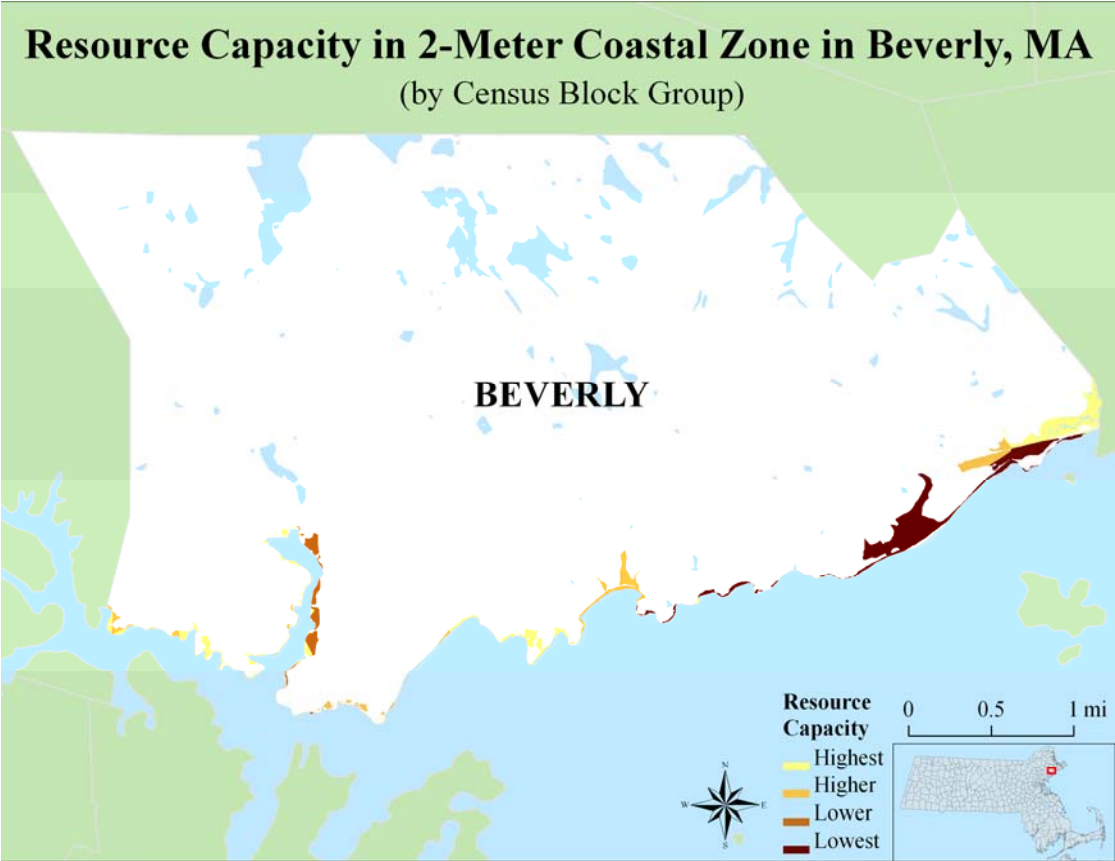 Resource Capacity in 2-Meter Coastal Zone in Beverly, MA
(by Census Block Group)
BEVERLY
Resource
Capacity
Highest
Higher
Lower
Lowest
0 0.5 1 mi
N
W E
S